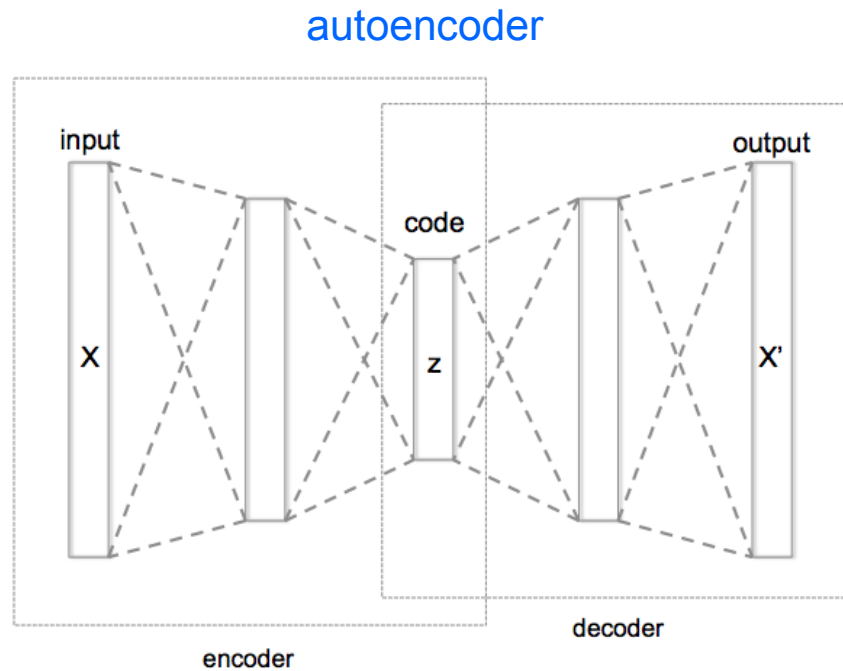 autoencoder
input
output
code
X
z
X'
decoder
encoder